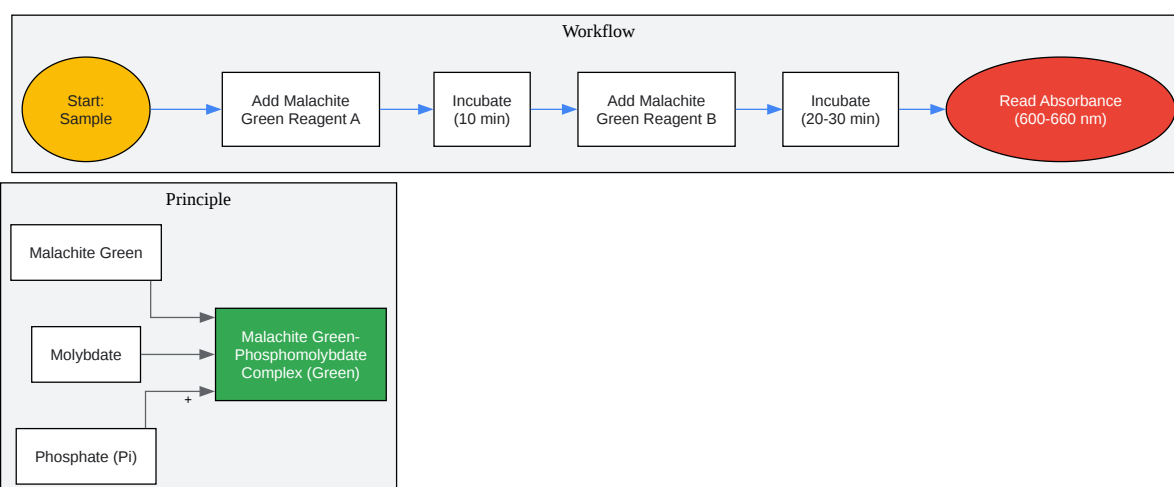 Workflow
Start:
Sample
Add Malachite
Green Reagent A
Incubate
(10 min)
Add Malachite
Green Reagent B
Incubate
(20-30 min)
Read Absorbance
(600-660 nm)
Principle
Malachite Green
Molybdate
Malachite Green-
Phosphomolybdate
Complex (Green)
+
Phosphate (Pi)